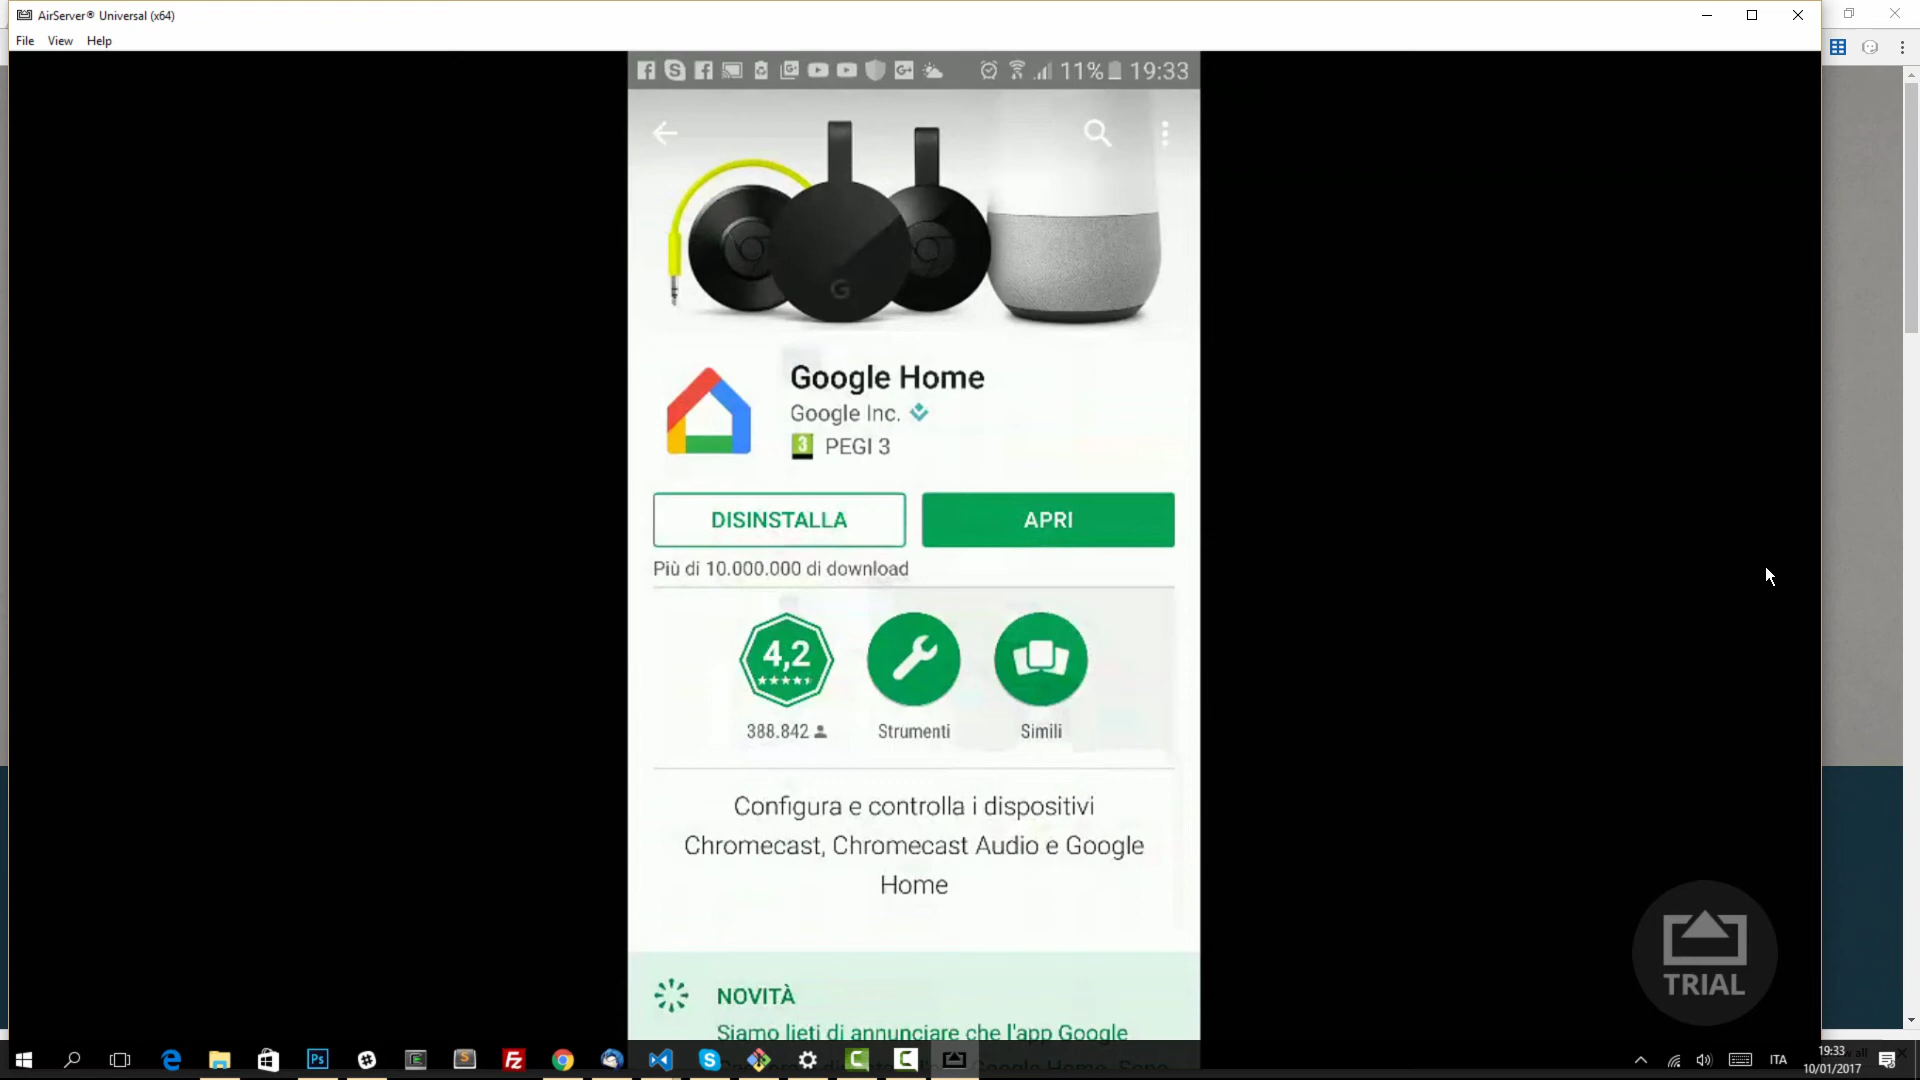 AirServer® Universal (x64)
File View Help
11% 19:33
G
Google Home
Google Inc.
3 PEGI 3
DISINSTALLA APRI
Più di 10.000.000 di download
4,2
388.842 Strumenti Simili
Configura e controlla i dispositivi
Chromecast, Chromecast Audio e Google
Home
NOVITÀ
Siamo lieti di annunciare che l'app Google
TRIAL
ITA
19:33
10/01/2017